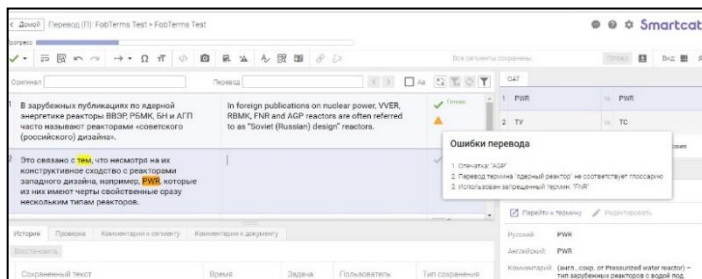 Домой Перевод (П): FobTerms Test > FobTerms Test
Smartcat
Прогресс
Все сегменты сохранены
Вид
Оригинал
Перевод
Aa
CAT
1 В зарубежных публикациях по ядерной
энергетике реакторы ВВЭР, РБМК, БН и АГП
часто называют реакторами «советского
(российского) дизайна».
In foreign publications on nuclear power, VVER,
RBMK, FNR and AGP reactors are often referred
to as "Soviet (Russian) design" reactors.
Готово
1 PWR PWR
2 ТУ TC
2 Это связано с тем, что несмотря на их
конструктивное сходство с реакторами
западного дизайна, например, PWR, которые
из них имеют черты свойственные сразу
нескольким типам реакторов.
Ошибки перевода
1. Опечатка: "AGP"
2. Перевод термина "ядерный реактор" не соответствует глоссарию
3. Использован запрещенный термин: "FNR"
Перейти к термину Редактировать
История Проверка Комментарии к сегменту Комментарии к документу
Восстановить
Сохраненный текст Время Задача Пользователь Тип сохранения
Русский: PWR
Английский: PWR
Комментарий: (англ., сокр. от Pressurized water reactor) –
тип зарубежных реакторов с водой под